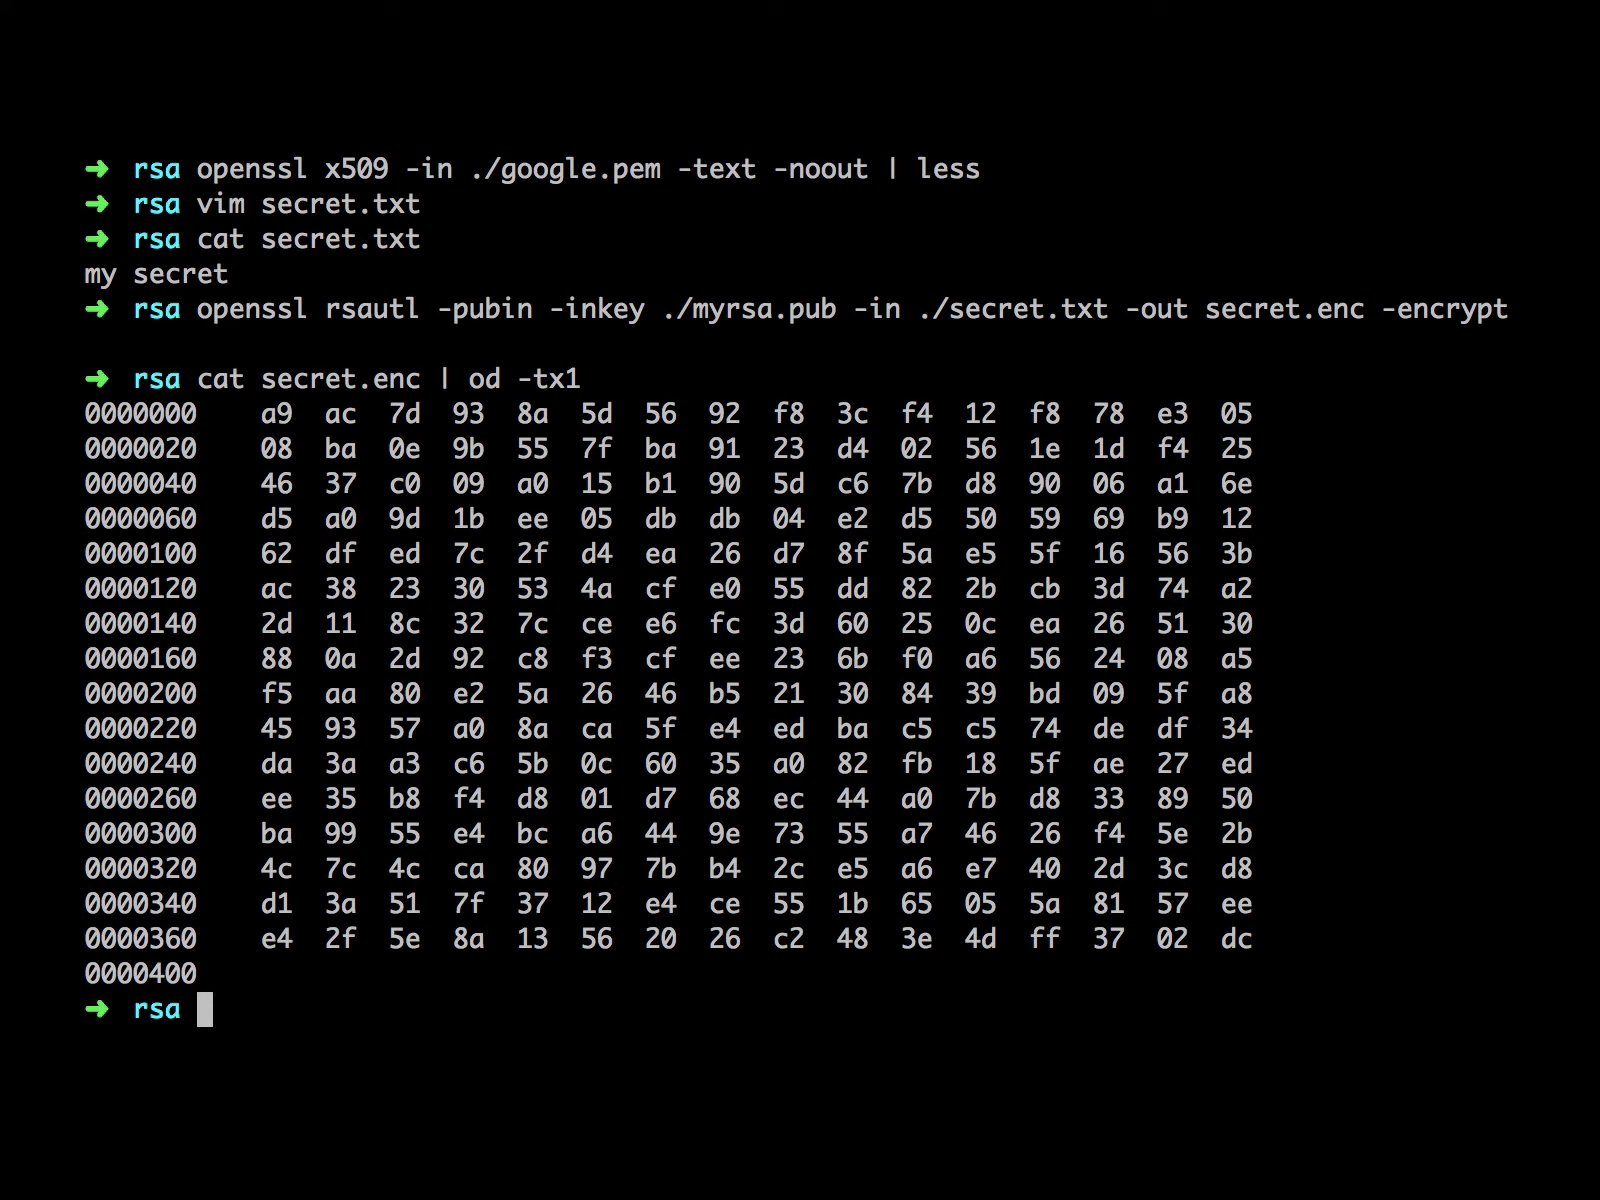 ➜ rsa openssl x509 -in ./google.pem -text -noout | less
➜ rsa vim secret.txt
➜ rsa cat secret.txt
my secret
➜ rsa openssl rsautl -pubin -inkey ./myrsa.pub -in ./secret.txt -out secret.enc -encrypt
➜ rsa cat secret.enc | od -tx1
0000000 a9 ac 7d 93 8a 5d 56 92 f8 3c f4 12 f8 78 e3 05
0000020 08 ba 0e 9b 55 7f ba 91 23 d4 02 56 1e 1d f4 25
0000040 46 37 c0 09 a0 15 b1 90 5d c6 7b d8 90 06 a1 6e
0000060 d5 a0 9d 1b ee 05 db db 04 e2 d5 50 59 69 b9 12
0000100 62 df ed 7c 2f d4 ea 26 d7 8f 5a e5 5f 16 56 3b
0000120 ac 38 23 30 53 4a cf e0 55 dd 82 2b cb 3d 74 a2
0000140 2d 11 8c 32 7c ce e6 fc 3d 60 25 0c ea 26 51 30
0000160 88 0a 2d 92 c8 f3 cf ee 23 6b f0 a6 56 24 08 a5
0000200 f5 aa 80 e2 5a 26 46 b5 21 30 84 39 bd 09 5f a8
0000220 45 93 57 a0 8a ca 5f e4 ed ba c5 c5 74 de df 34
0000240 da 3a a3 c6 5b 0c 60 35 a0 82 fb 18 5f ae 27 ed
0000260 ee 35 b8 f4 d8 01 d7 68 ec 44 a0 7b d8 33 89 50
0000300 ba 99 55 e4 bc a6 44 9e 73 55 a7 46 26 f4 5e 2b
0000320 4c 7c 4c ca 80 97 7b b4 2c e5 a6 e7 40 2d 3c d8
0000340 d1 3a 51 7f 37 12 e4 ce 55 1b 65 05 5a 81 57 ee
0000360 e4 2f 5e 8a 13 56 20 26 c2 48 3e 4d ff 37 02 dc
0000400
➜ rsa